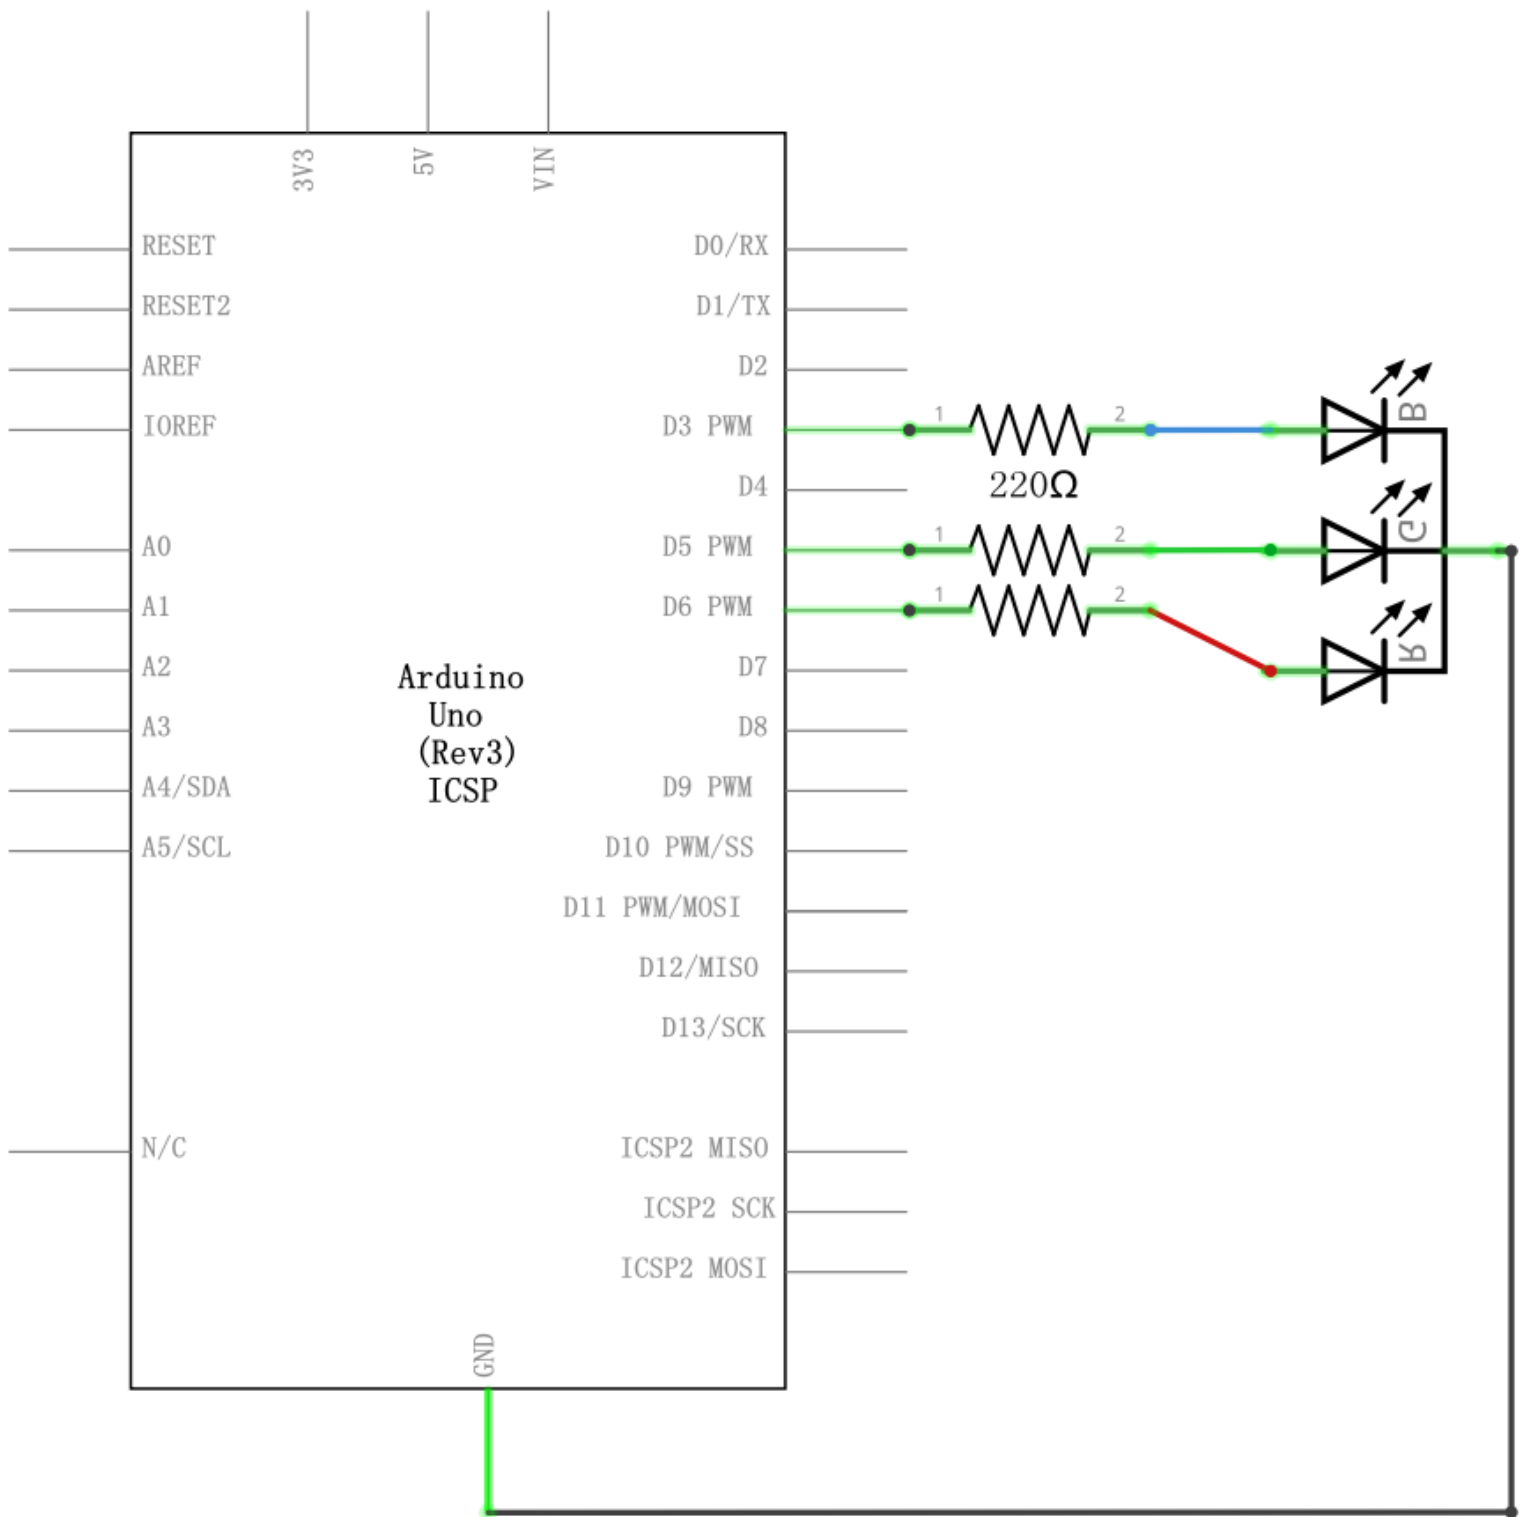 3V3
5V
VIN
RESET
RESET2
AREF
IOREF
A0
A1
A2
A3
A4/SDA
A5/SCL
N/C
Arduino
Uno
(Rev3)
ICSP
D0/RX
D1/TX
D2
D3 PWM
D4
D5 PWM
D6 PWM
D7
D8
D9 PWM
D10 PWM/SS
D11 PWM/MOSI
D12/MISO
D13/SCK
ICSP2 MISO
ICSP2 SCK
ICSP2 MOSI
GND
1 2
220Ω
1 2
1 2
B
G
R